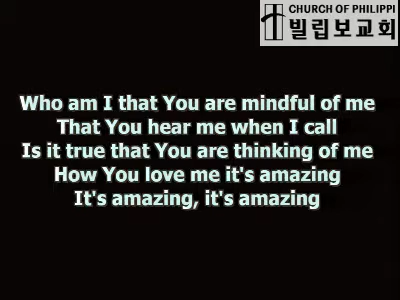 CHURCH OF PHILIPPI
빌립보교회
Who am I that You are mindful of me
That You hear me when I call
Is it true that You are thinking of me
How You love me it's amazing
It's amazing, it's amazing